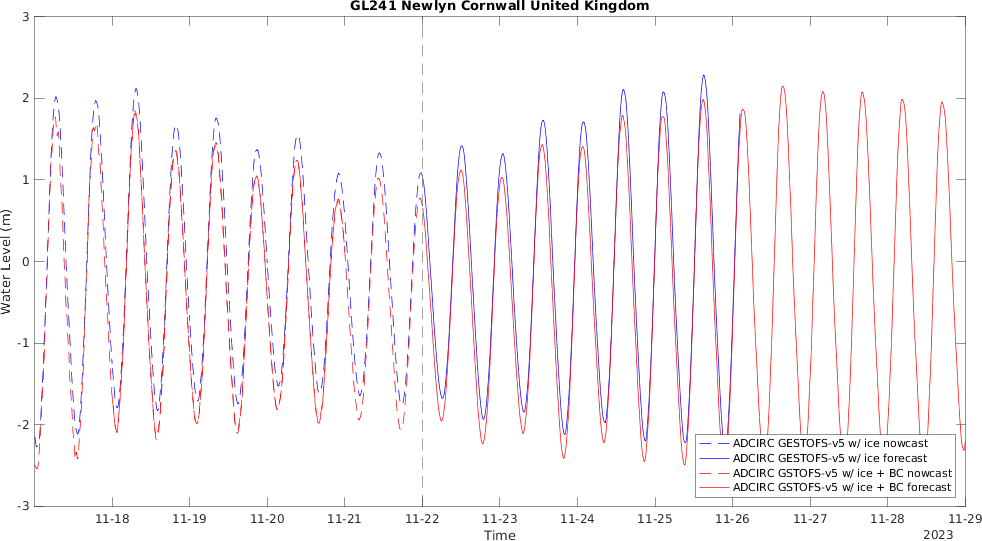 GL241 Newlyn Cornwall United Kingdom
3
2
1
0
-1
-2
-3
Water Level (m)
ADCIRC GESTOFS-v5 w/ ice nowcast
ADCIRC GESTOFS-v5 w/ ice forecast
ADCIRC GSTOFS-v5 w/ ice + BC nowcast
ADCIRC GSTOFS-v5 w/ ice + BC forecast
11-18 11-19 11-20 11-21 11-22 11-23 11-24 11-25 11-26 11-27 11-28 11-29
Time
2023